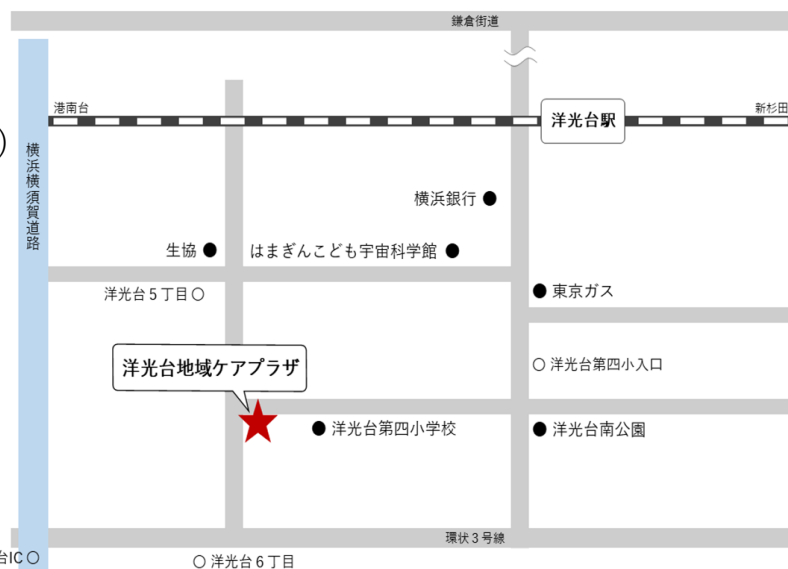 鎌倉街道
港南台
洋光台駅
新杉田
横浜横須賀道路
横浜銀行
生協
はまぎんこども宇宙科学館
洋光台5丁目
東京ガス
洋光台地域ケアプラザ
洋光台第四小入口
洋光台第四小学校
洋光台南公園
環状3号線
台IC
洋光台6丁目